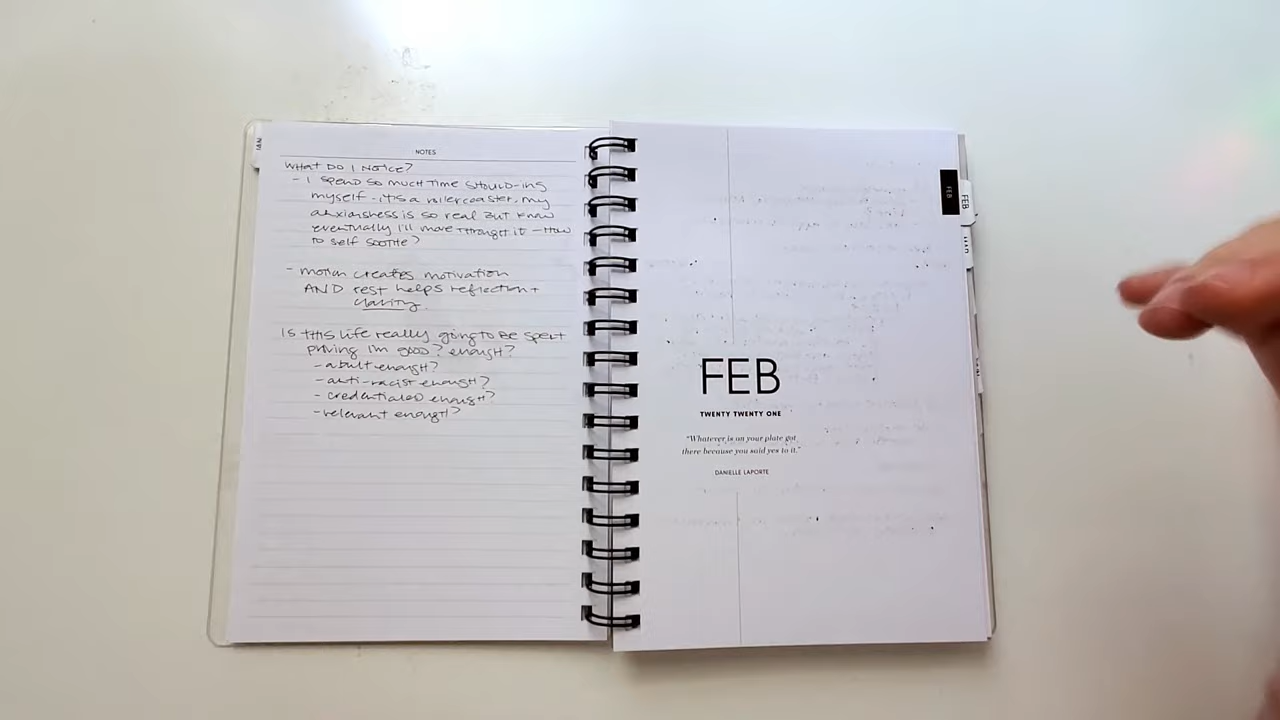 JAN
NOTES
WHAT DO I NOTICE?
- I SPEND SO MUCH TIME SHOULD-ING
myself - it's a rollercoaster. my
anxiousness is so real but know
eventually I'll move through it - HOW
to self soothe?
- motion creates motivation
AND rest helps reflection +
clarity.
Is THIS life really going to be spent
proving I'm good? enough?
- adult enough?
- anti-racist enough?
- credentialed enough?
- relevant enough?
FEB
FEB
FEB
TWENTY TWENTY ONE
"Whatever is on your plate got
there because you said yes to it."
DANIELLE LAPORTE